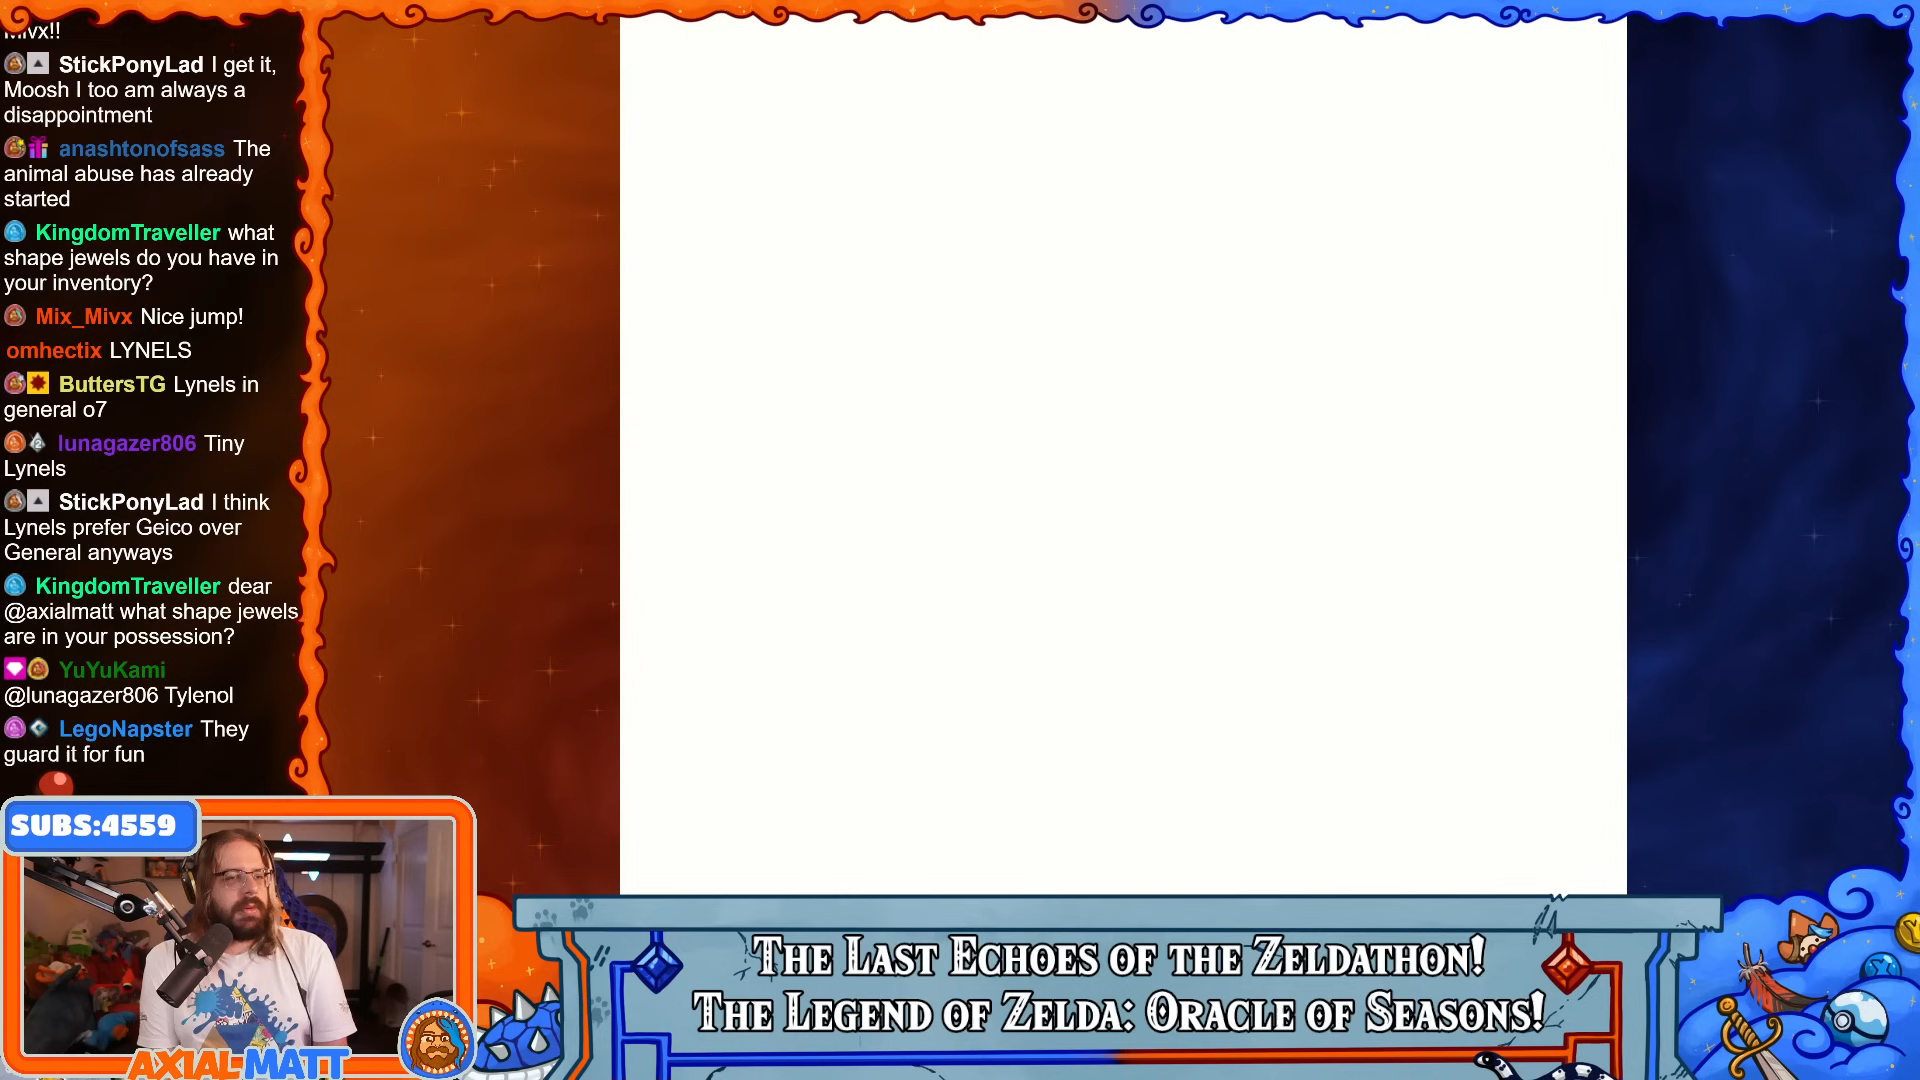 Mivx!!
StickPonyLad I get it,
Moosh I too am always a
disappointment
anashtonofsass The
animal abuse has already
started
KingdomTraveller what
shape jewels do you have in
your inventory?
Mix_Mivx Nice jump!
omhectix LYNELS
ButtersTG Lynels in
general o7
lunagazer806 Tiny
Lynels
StickPonyLad I think
Lynels prefer Geico over
General anyways
KingdomTraveller dear
@axialmatt what shape jewels
are in your possession?
YuYuKami
@lunagazer806 Tylenol
LegoNapster They
guard it for fun
SUBS:4559
AXIALMATT
THE LAST ECHOES OF THE ZELDATHON!
THE LEGEND OF ZELDA: ORACLE OF SEASONS!